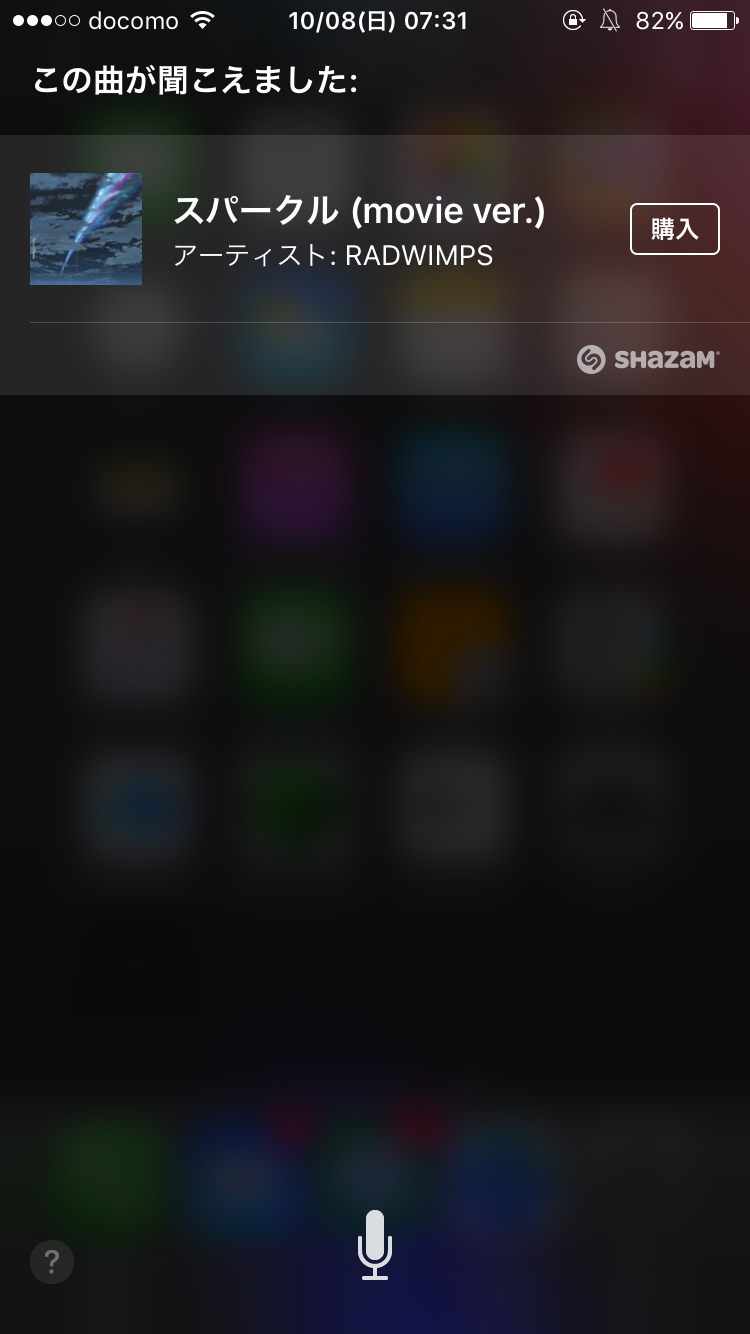 docomo 10/08(日) 07:31 82%
この曲が聞こえました:
スパークル (movie ver.)
アーティスト: RADWIMPS
購入
SHAZAM
?